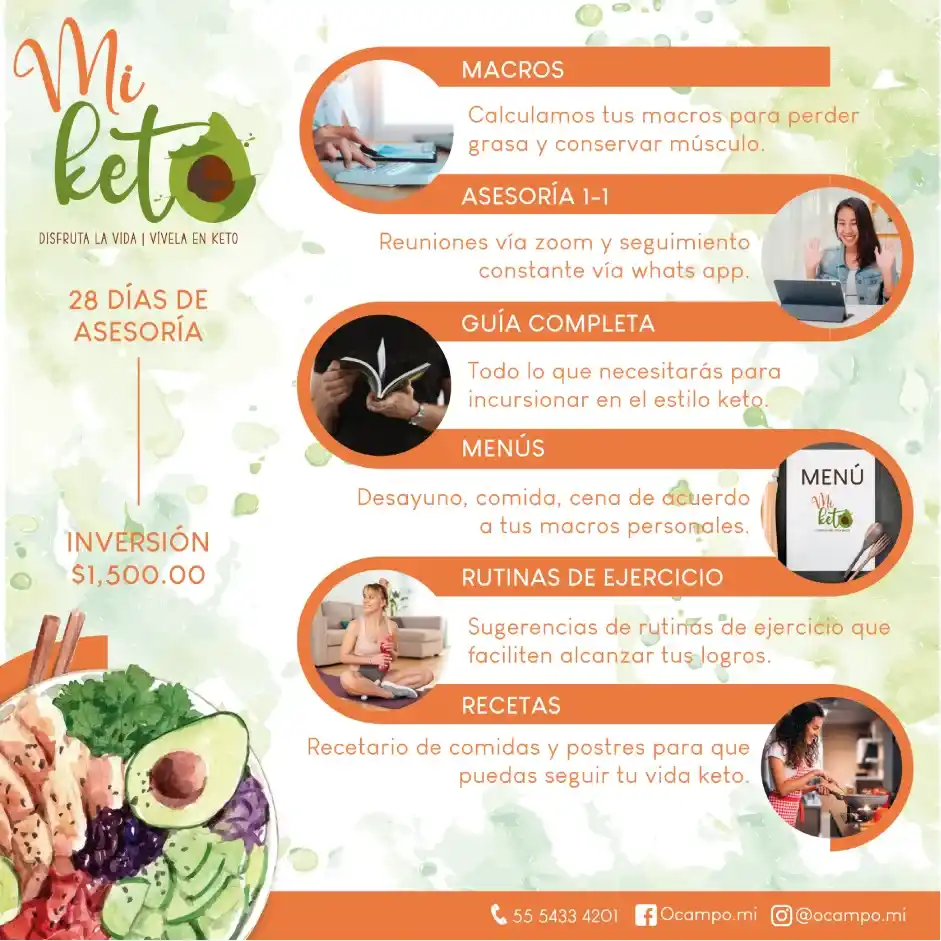 Mi
keto
DISFRUTA LA VIDA | VÍVELA EN KETO
28 DÍAS DE
ASESORÍA
INVERSIÓN
$1,500.00
MACROS
Calculamos tus macros para perder
grasa y conservar músculo.
ASESORÍA 1-1
Reuniones vía zoom y seguimiento
constante vía whats app.
GUÍA COMPLETA
Todo lo que necesitarás para
incursionar en el estilo keto.
MENÚS
Desayuno, comida, cena de acuerdo
a tus macros personales.
MENÚ
Mi
keto
RUTINAS DE EJERCICIO
Sugerencias de rutinas de ejercicio que
faciliten alcanzar tus logros.
RECETAS
Recetario de comidas y postres para que
puedas seguir tu vida keto.
55 5433 4201 Ocampo.mi @ocampo.mi